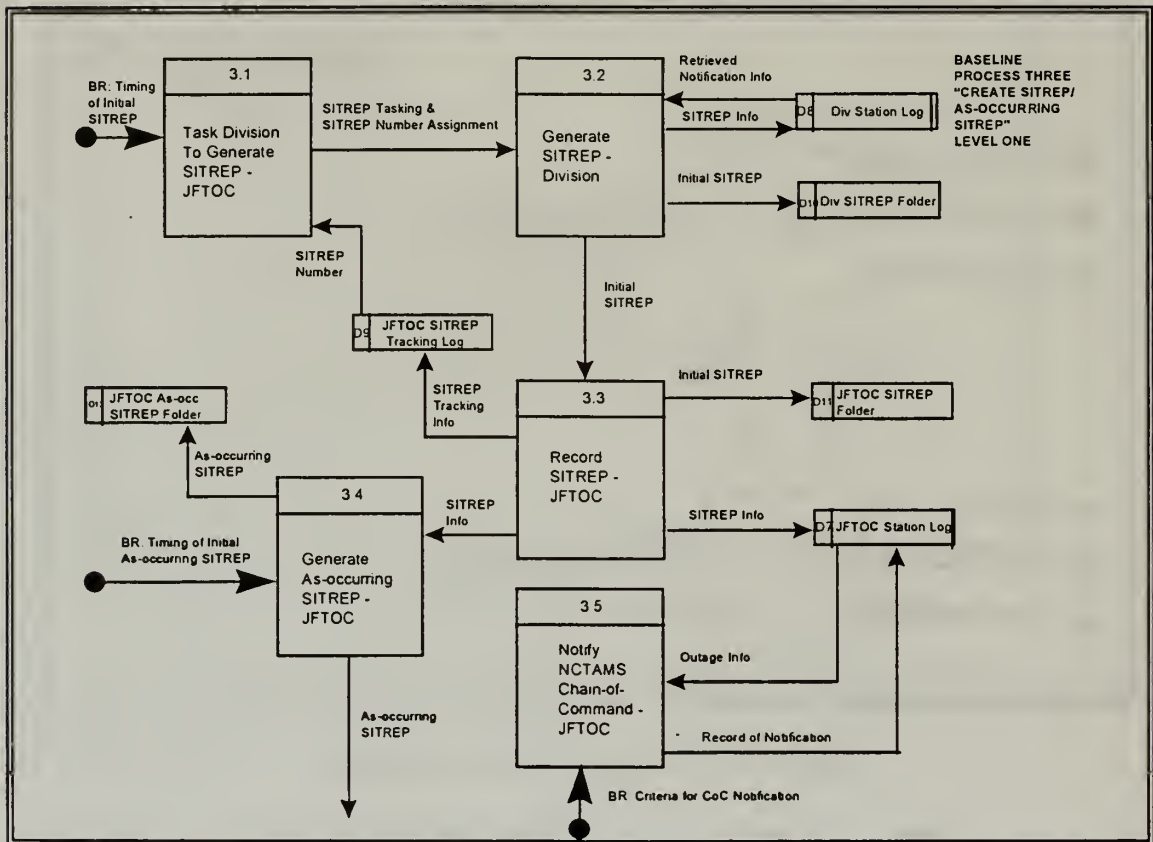 BASELINE
PROCESS THREE
"CREATE SITREP/
AS-OCCURRING
SITREP"
LEVEL ONE
BR: Timing
of Initial
SITREP
3.1
Task Division
To Generate
SITREP -
JFTOC
SITREP Tasking &
SITREP Number Assignment
3.2
Generate
SITREP -
Division
Retrieved
Notification Info
SITREP Info
D8 Div Station Log
Initial SITREP
Div SITREP Folder
SITREP
Number
Initial
SITREP
D9 JFTOC SITREP
Tracking Log
SITREP
Tracking
Info
3.3
Record
SITREP -
JFTOC
Initial SITREP
D11 JFTOC SITREP
Folder
JFTOC As-occ
SITREP Folder
As-occurring
SITREP
SITREP
Info
SITREP Info
D7 JFTOC Station Log
3 4
Generate
As-occurring
SITREP -
JFTOC
BR. Timing of Initial
As-occurring SITREP
3 5
Notify
NCTAMS
Chain-of-
Command -
JFTOC
Outage Info
Record of Notification
As-occurring
SITREP
BR Criteria for CoC Notification